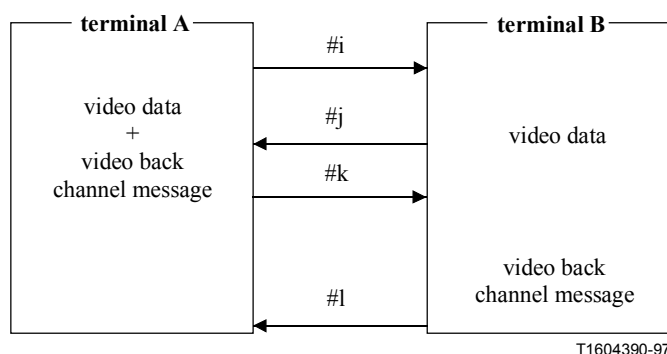 terminal A
terminal B
#i
video data
+
video back
channel message
#j
video data
#k
video back
channel message
#l
T1604390-97